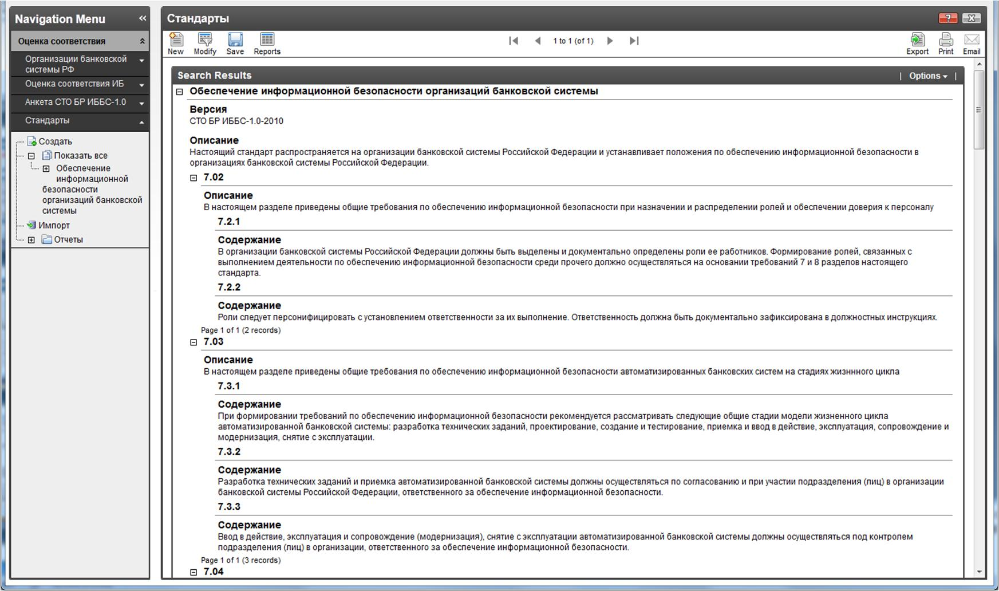 Navigation Menu «
Оценка соответствия
Организации банковской
системы РФ
Оценка соответствия ИБ
Анкета СТО БР ИББС-1.0
Стандарты
Создать
Показать все
Обеспечение
информационной
безопасности
организаций банковской
системы
Импорт
Отчеты
Стандарты
? X
New Modify Save Reports
1 to 1 (of 1)
Export Print Email
Search Results
| Options |
Обеспечение информационной безопасности организаций банковской системы
Версия
СТО БР ИББС-1.0-2010
Описание
Настоящий стандарт распространяется на организации банковской системы Российской Федерации и устанавливает положения по обеспечению информационной безопасности в
организациях банковской системы Российской Федерации.
7.02
Описание
В настоящем разделе приведены общие требования по обеспечению информационной безопасности при назначении и распределении ролей и обеспечении доверия к персоналу
7.2.1
Содержание
В организации банковской системы Российской Федерации должны быть выделены и документально определены роли ее работников. Формирование ролей, связанных с
выполнением деятельности по обеспечению информационной безопасности среди прочего должно осуществляться на основании требований 7 и 8 разделов настоящего
стандарта.
7.2.2
Содержание
Роли следует персонифицировать с установлением ответственности за их выполнение. Ответственность должна быть документально зафиксирована в должностных инструкциях.
Page 1 of 1 (2 records)
7.03
Описание
В настоящем разделе приведены общие требования по обеспечению информационной безопасности автоматизированных банковских систем на стадиях жизннного цикла
7.3.1
Содержание
При формировании требований по обеспечению информационной безопасности рекомендуется рассматривать следующие общие стадии модели жизненного цикла
автоматизированной банковской системы: разработка технических заданий, проектирование, создание и тестирование, приемка и ввод в действие, эксплуатация, сопровождение и
модернизация, снятие с эксплуатации.
7.3.2
Содержание
Разработка технических заданий и приемка автоматизированной банковской системы должны осуществляться по согласованию и при участии подразделения (лиц) в организации
банковской системы Российской Федерации, ответственного за обеспечение информационной безопасности.
7.3.3
Содержание
Ввод в действие, эксплуатация и сопровождение (модернизация), снятие с эксплуатации автоматизированной банковской системы должны осуществляться под контролем
подразделения (лиц) в организации, ответственного за обеспечение информационной безопасности.
Page 1 of 1 (3 records)
7.04